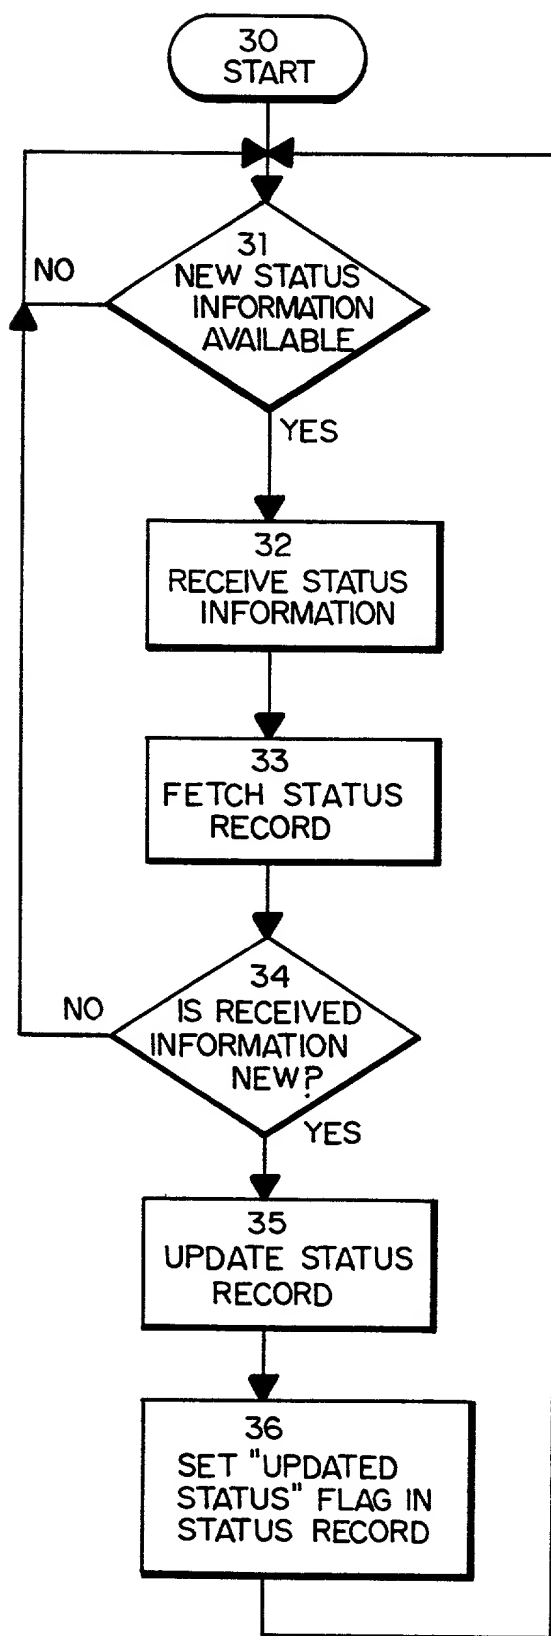 30
START
31
NEW STATUS
INFORMATION
AVAILABLE
NO
YES
32
RECEIVE STATUS
INFORMATION
33
FETCH STATUS
RECORD
34
IS RECEIVED
INFORMATION
NEW?
NO
YES
35
UPDATE STATUS
RECORD
36
SET "UPDATED
STATUS" FLAG IN
STATUS RECORD